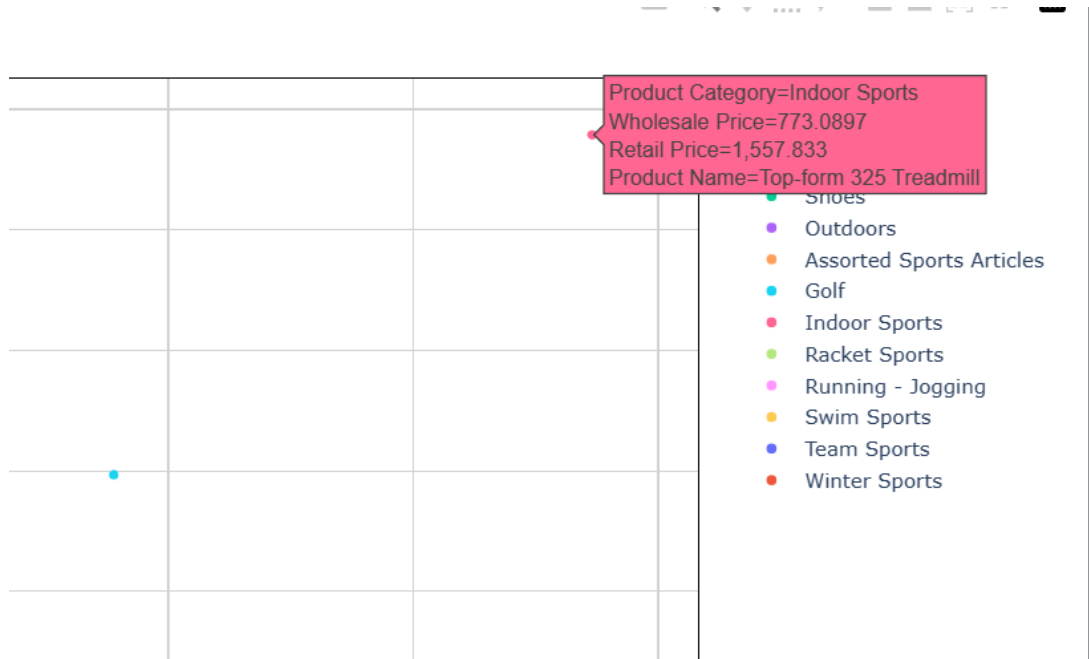 Product Category=Indoor Sports
Wholesale Price=773.0897
Retail Price=1,557.833
Product Name=Top-form 325 Treadmill
Shoes
Outdoors
Assorted Sports Articles
Golf
Indoor Sports
Racket Sports
Running - Jogging
Swim Sports
Team Sports
Winter Sports